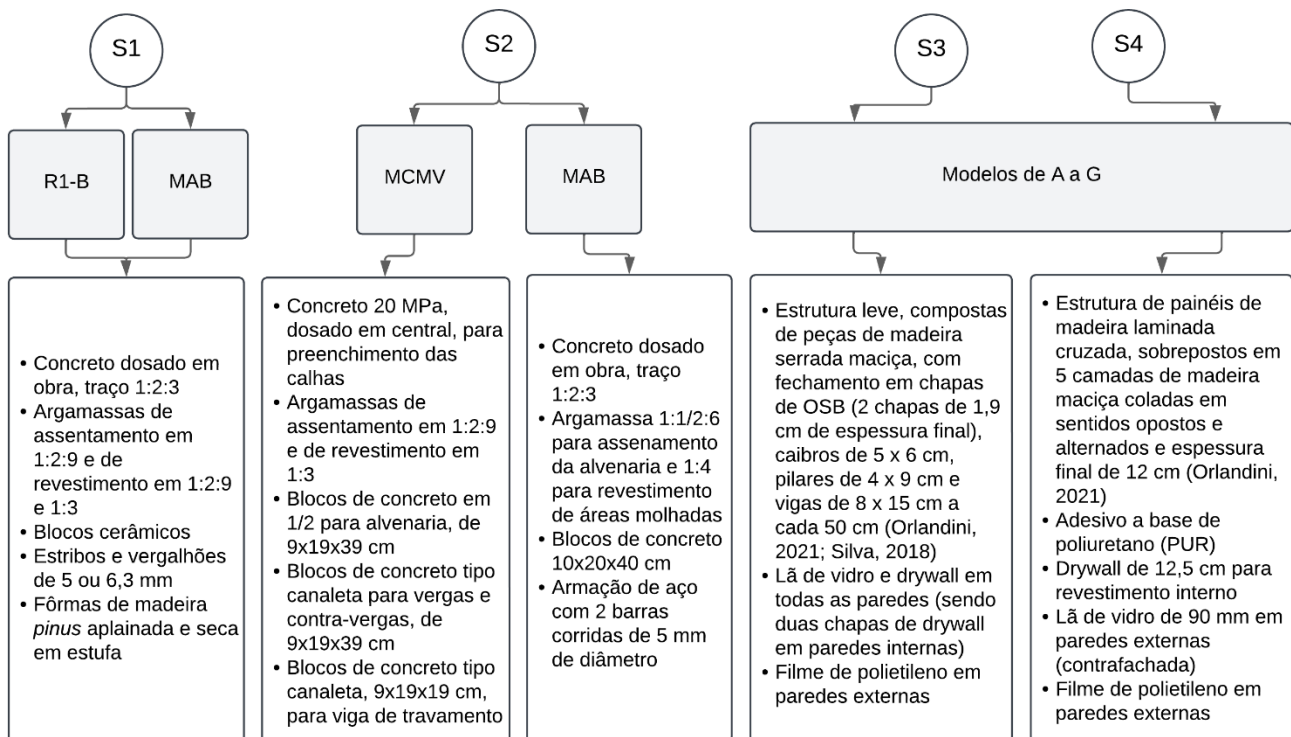 S1
S2
S3
S4
R1-B
MAB
MCMV
MAB
Modelos de A a G
• Concreto dosado em
obra, traço 1:2:3
• Argamassas de
assentamento em
1:2:9 e de
revestimento em 1:2:9
e 1:3
• Blocos cerâmicos
• Estribos e vergalhões
de 5 ou 6,3 mm
• Fôrmas de madeira
pinus aplainada e seca
em estufa
• Concreto 20 MPa,
dosado em central, para
preenchimento das
calhas
• Argamassas de
assentamento em 1:2:9
e de revestimento em
1:3
• Blocos de concreto em
1/2 para alvenaria, de
9x19x39 cm
• Blocos de concreto tipo
canaleta para vergas e
contra-vergas, de
9x19x39 cm
• Blocos de concreto tipo
canaleta, 9x19x19 cm,
para viga de travamento
• Concreto dosado
em obra, traço
1:2:3
• Argamassa 1:1/2:6
para assenamento
da alvenaria e 1:4
para revestimento
de áreas molhadas
• Blocos de concreto
10x20x40 cm
• Armação de aço
com 2 barras
corridas de 5 mm
de diâmetro
• Estrutura leve, compostas
de peças de madeira
serrada maciça, com
fechamento em chapas
de OSB (2 chapas de 1,9
cm de espessura final),
caibros de 5 x 6 cm,
pilares de 4 x 9 cm e
vigas de 8 x 15 cm a
cada 50 cm (Orlandini,
2021; Silva, 2018)
• Lã de vidro e drywall em
todas as paredes (sendo
duas chapas de drywall
em paredes internas)
• Filme de polietileno em
paredes externas
• Estrutura de painéis de
madeira laminada
cruzada, sobrepostos em
5 camadas de madeira
maciça coladas em
sentidos opostos e
alternados e espessura
final de 12 cm (Orlandini,
2021)
• Adesivo a base de
poliuretano (PUR)
• Drywall de 12,5 cm para
revestimento interno
• Lã de vidro de 90 mm em
paredes externas
(contrafachada)
• Filme de polietileno em
paredes externas